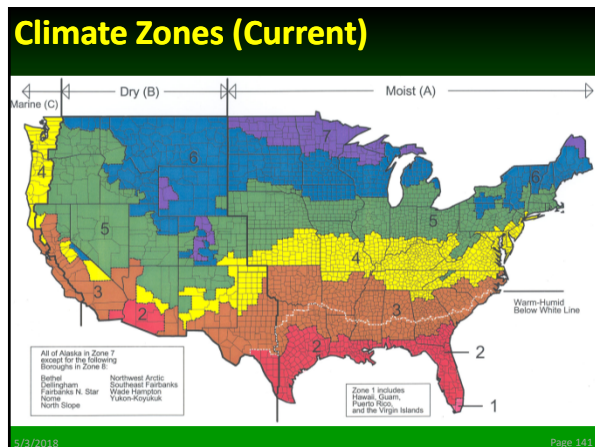 Climate Zones (Current)
Marine (C)
Dry (B)
Moist (A)
7
6
6
4
5
5
4
3
3
2
2
Warm-Humid
Below White Line
2
1
All of Alaska in Zone 7
except for the following
Boroughs in Zone 8:
Bethel Northwest Arctic
Dellingham Southeast Fairbanks
Fairbanks N. Star Wade Hampton
Nome Yukon-Koyukuk
North Slope
Zone 1 includes
Hawaii, Guam,
Puerto Rico,
and the Virgin Islands
5/3/2018
Page 141